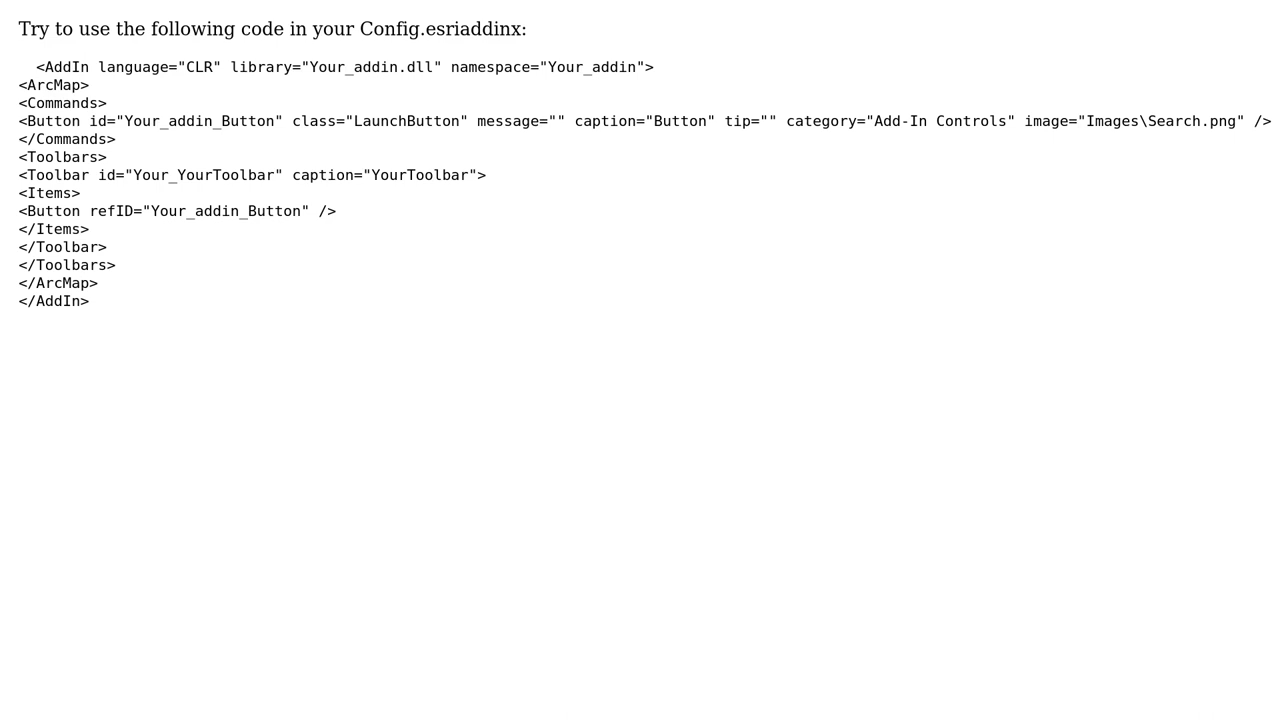 Try to use the following code in your Config.esriaddinx:
<AddIn language="CLR" library="Your_addin.dll" namespace="Your_addin">
<ArcMap>
<Commands>
<Button id="Your_addin_Button" class="LaunchButton" message="" caption="Button" tip="" category="Add-In Controls" image="Images\Search.png" />
</Commands>
<Toolbars>
<Toolbar id="Your_YourToolbar" caption="YourToolbar">
<Items>
<Button refID="Your_addin_Button" />
</Items>
</Toolbar>
</Toolbars>
</ArcMap>
</AddIn>